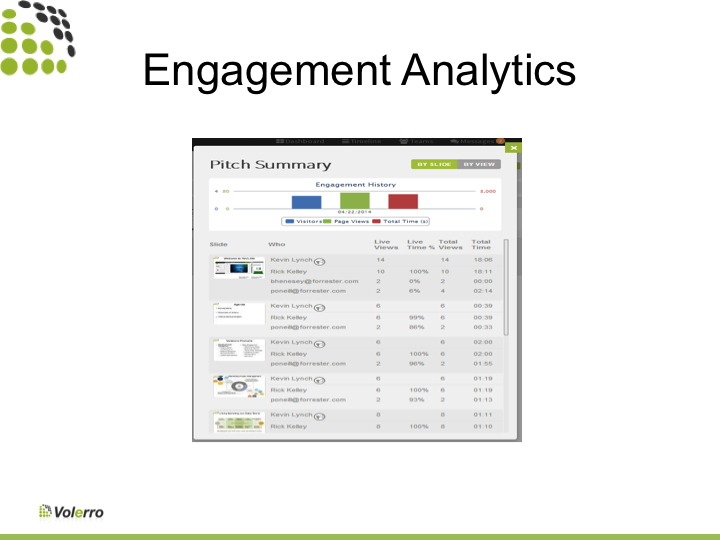 Engagement Analytics
Dashboard Timeline Teams Messages
Pitch Summary BY SLIDE BY VIEW
Engagement History
4 80 3,000
0 0 0
04-22-2014
Visitors Page Views Total Time (s)
Slide Who Live Views Live Time % Total Views Total Time
Kevin Lynch 14 14 18:06
Rick Kelley 10 100% 10 18:11
bhenesey@forrester.com 2 0% 2 00:00
ponell@forrester.com 2 6% 4 02:14
Agenda
Kevin Lynch 6 6 00:39
Rick Kelley 6 99% 6 00:39
ponell@forrester.com 2 86% 2 00:33
Kevin Lynch 6 6 02:00
Rick Kelley 6 100% 6 02:00
ponell@forrester.com 2 96% 2 01:55
Kevin Lynch 6 6 01:19
Rick Kelley 6 100% 6 01:19
ponell@forrester.com 2 93% 2 01:13
Kevin Lynch 8 8 01:11
Rick Kelley 8 100% 8 01:10
Volerro